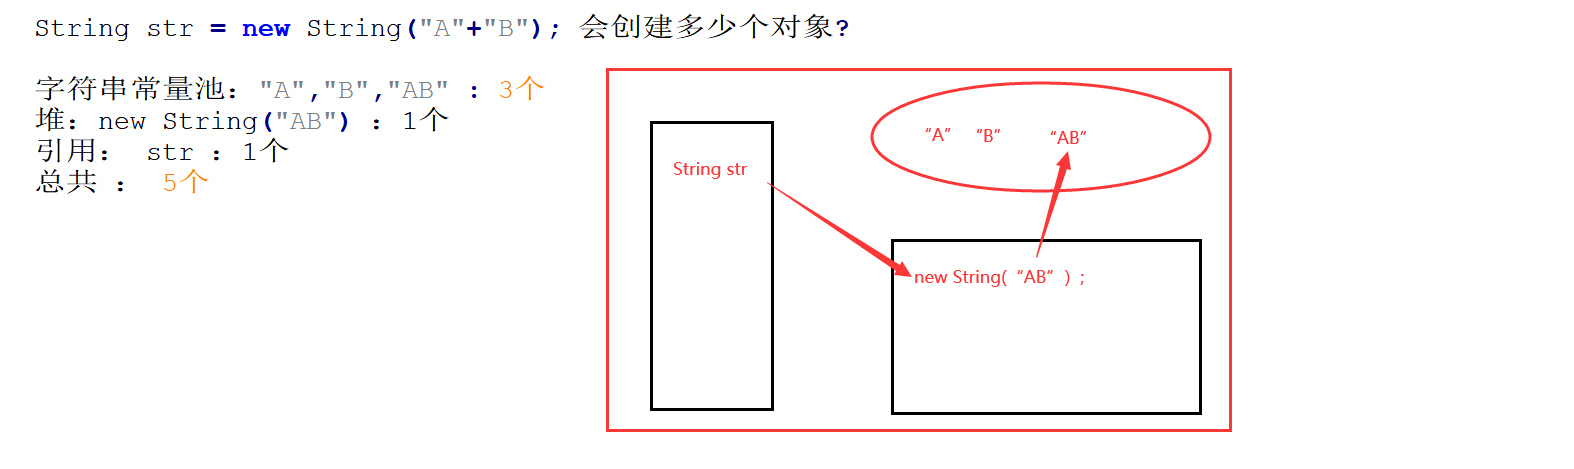 String str = new String("A"+"B"); 会创建多少个对象?
字符串常量池: "A","B","AB" : 3个
堆: new String("AB") : 1个
引用: str : 1个
总共 : 5个
String str
“A” “B” “AB”
new String( “AB” ) ;